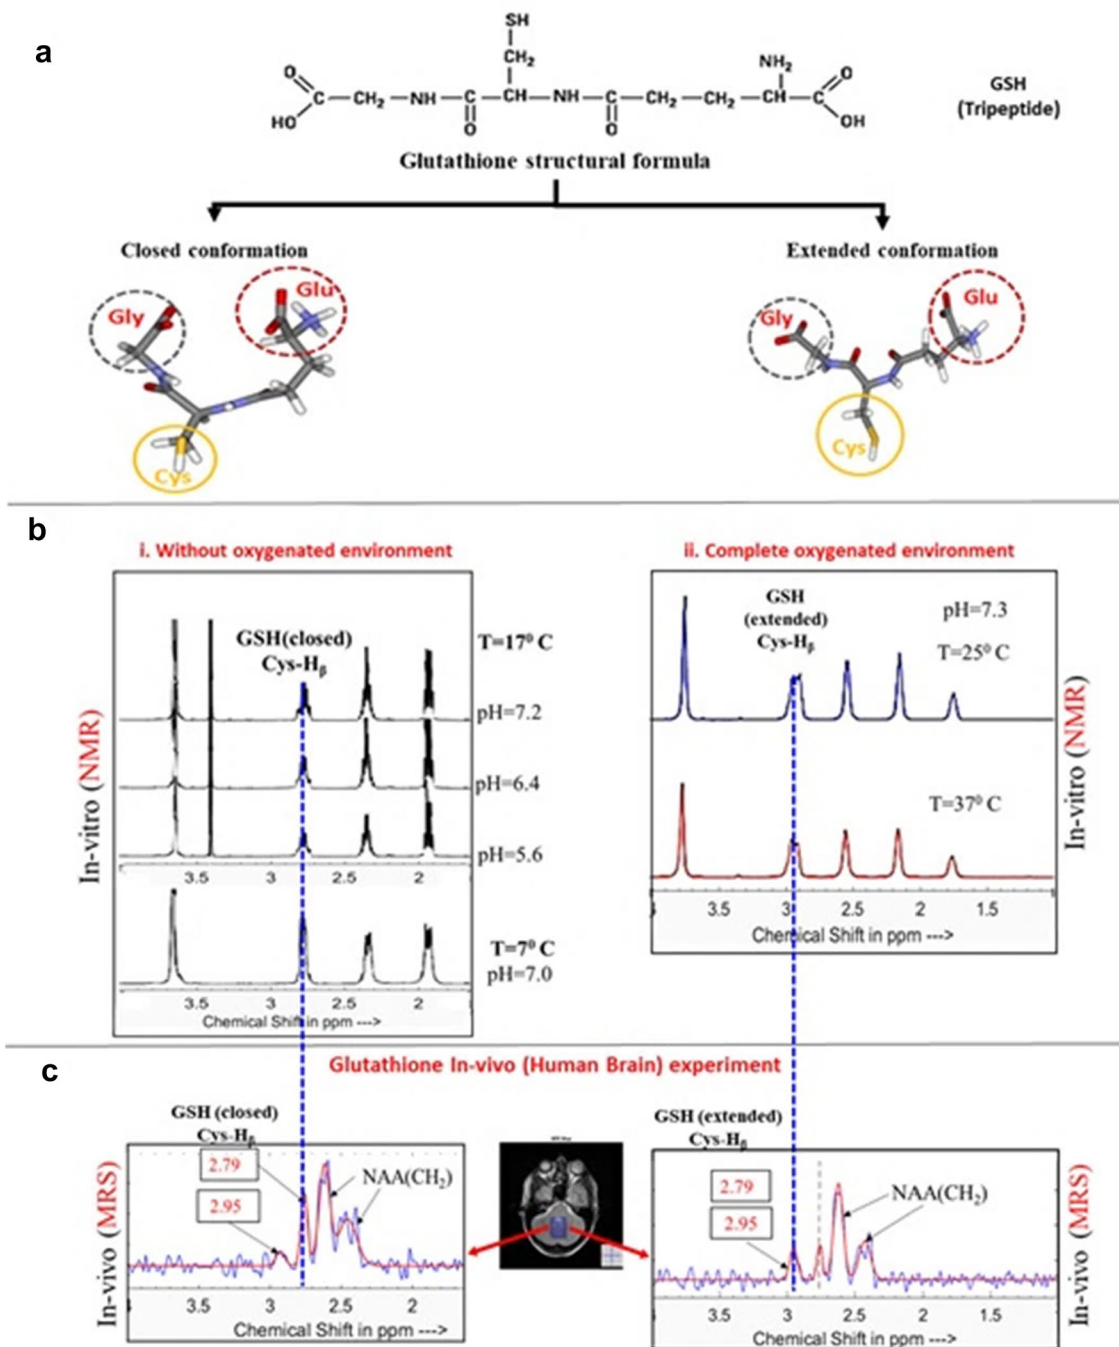 a
SH
CH2
NH2
O
O
C
CH2
NH
C
CH
NH
C
CH2
CH2
CH
C
HO
O
O
OH
GSH
(Tripeptide)
Glutathione structural formula
Closed conformation
Extended conformation
Gly
Glu
Cys
Gly
Glu
Cys
b
i. Without oxygenated environment
ii. Complete oxygenated environment
In-vitro (NMR)
GSH(closed)
Cys-Hβ
T=17⁰ C
pH=7.2
pH=6.4
pH=5.6
3.5 3 2.5 2
T=7⁰ C
pH=7.0
3.5 3 2.5 2
Chemical Shift in ppm --->
GSH
(extended)
Cys-Hβ
pH=7.3
T=25⁰ C
T=37⁰ C
3.5 3 2.5 2 1.5
Chemical Shift in ppm --->
In-vitro (NMR)
c
Glutathione In-vivo (Human Brain) experiment
In-vivo (MRS)
GSH (closed)
Cys-Hβ
2.79
2.95
NAA(CH2)
3 2.5 2
Chemical Shift in ppm --->
GSH (extended)
Cys-Hβ
2.79
2.95
NAA(CH2)
3.5 3 2.5 2 1.5
Chemical Shift in ppm --->
In-vivo (MRS)